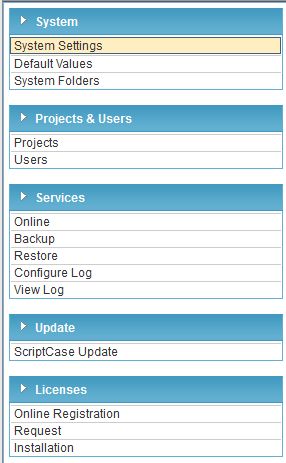 System
System Settings
Default Values
System Folders
Projects & Users
Projects
Users
Services
Online
Backup
Restore
Configure Log
View Log
Update
ScriptCase Update
Licenses
Online Registration
Request
Installation